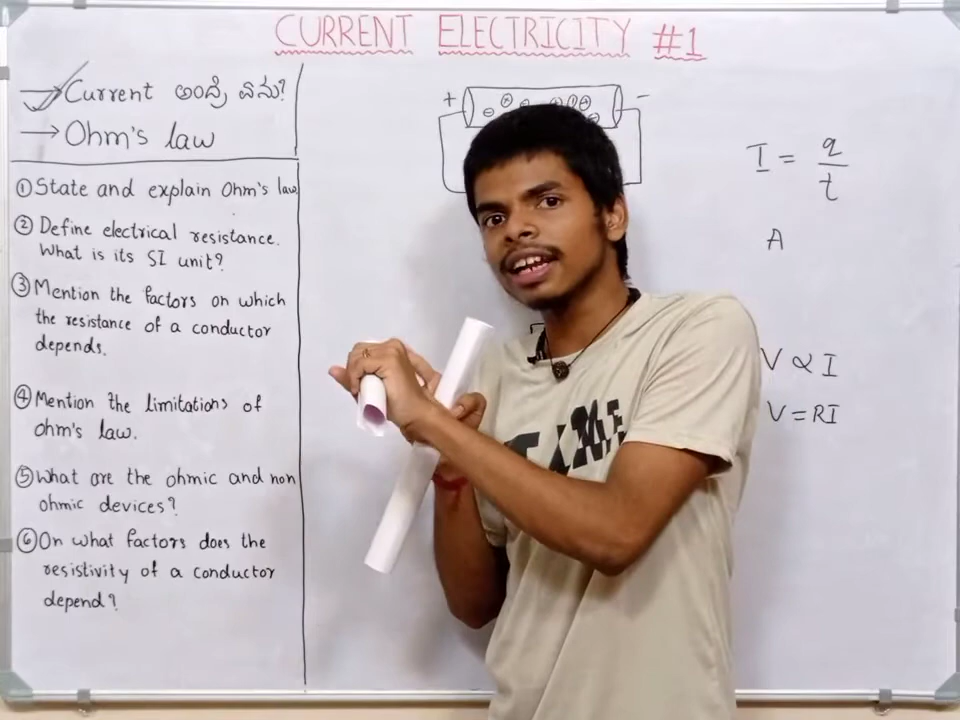 CURRENT ELECTRICITY #1
→ Current ಅಂದ್ರೆ ಏನು?
→ Ohm's law
① State and explain Ohm's law
② Define electrical resistance.
What is its SI unit?
③ Mention the factors on which
the resistance of a conductor
depends.
④ Mention the limitations of
ohm's law.
⑤ What are the ohmic and non
ohmic devices?
⑥ On what factors does the
resistivity of a conductor
depend?
+ −
I = q/t
A
V ∝ I
V = RI